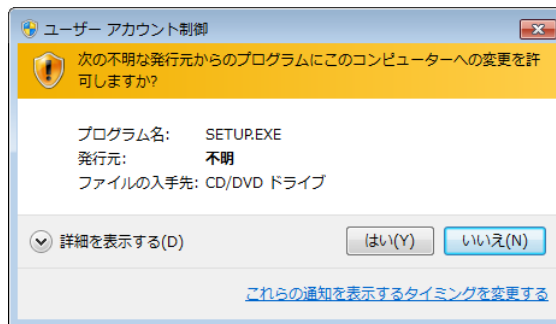 ユーザー アカウント制御
次の不明な発行元からのプログラムにこのコンピューターへの変更を許
可しますか?
プログラム名: SETUP.EXE
発行元: 不明
ファイルの入手先: CD/DVD ドライブ
詳細を表示する(D) はい(Y) いいえ(N)
これらの通知を表示するタイミングを変更する